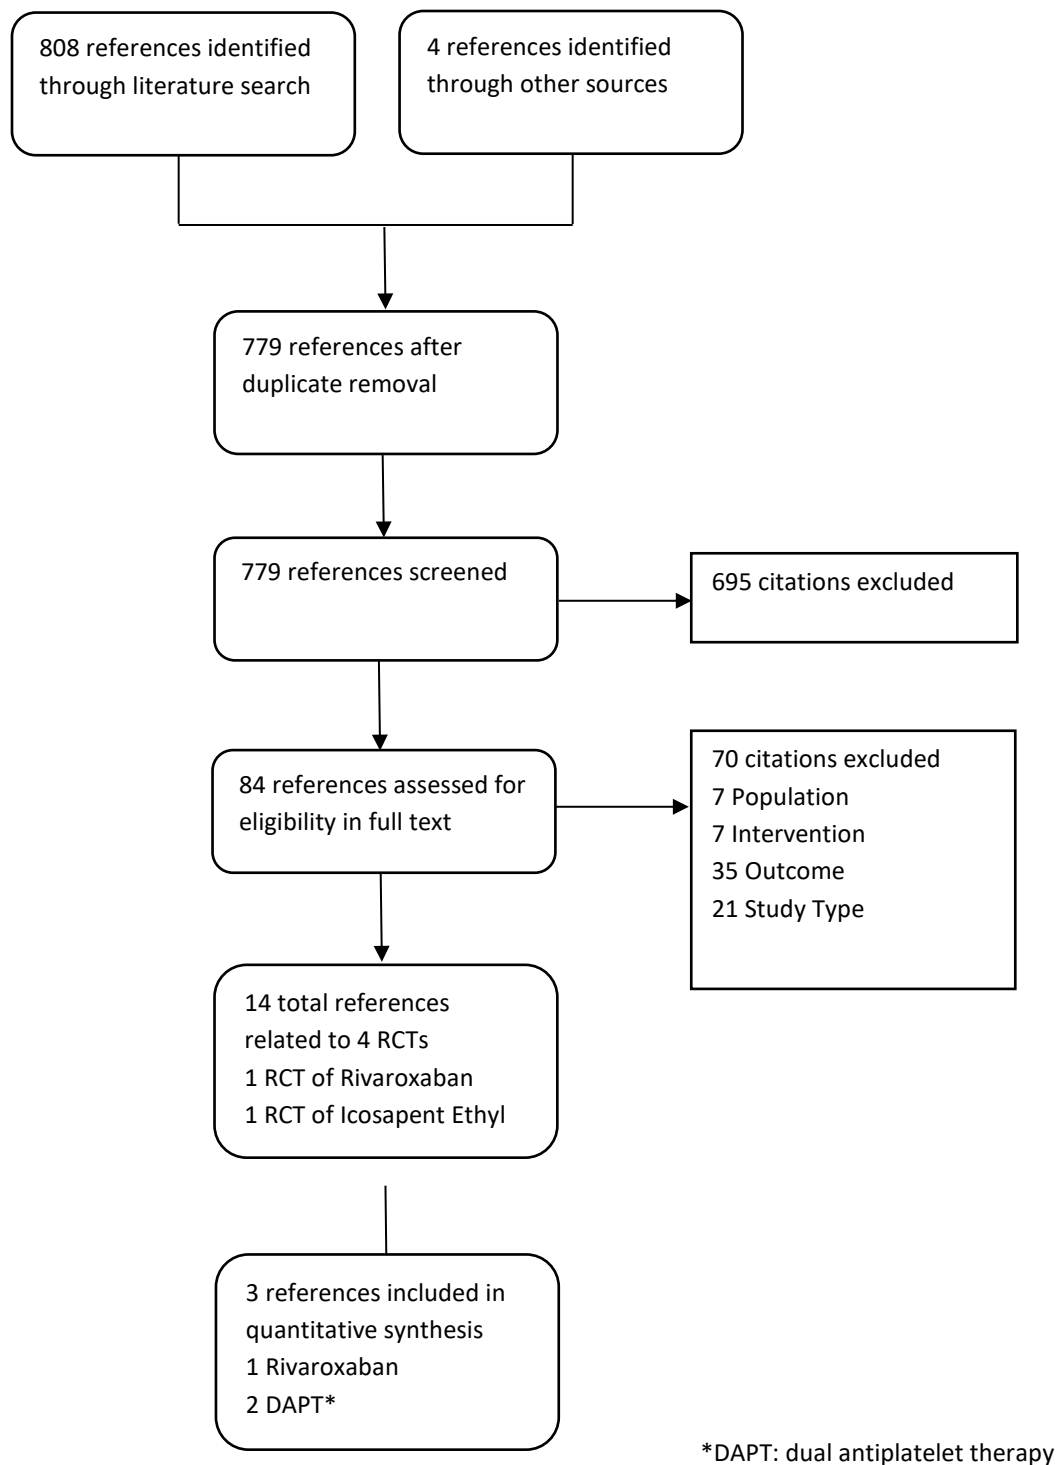 808 references identified
through literature search
4 references identified
through other sources
779 references after
duplicate removal
779 references screened
695 citations excluded
84 references assessed for
eligibility in full text
70 citations excluded
7 Population
7 Intervention
35 Outcome
21 Study Type
14 total references
related to 4 RCTs
1 RCT of Rivaroxaban
1 RCT of Icosapent Ethyl
3 references included in
quantitative synthesis
1 Rivaroxaban
2 DAPT*
*DAPT: dual antiplatelet therapy